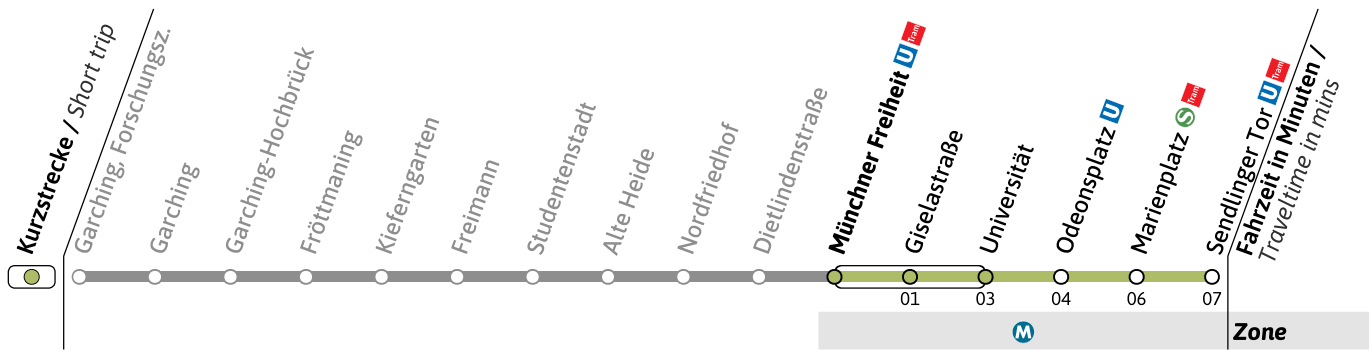 Kurzstrecke / Short trip
Garching, Forschungsz.
Garching
Garching-Hochbrück
Fröttmaning
Kieferngarten
Freimann
Studentenstadt
Alte Heide
Nordfriedhof
Dietlindenstraße
Münchner Freiheit U Tram
Giselastraße
Universität
Odeonsplatz U
Marienplatz S Tram
Sendlinger Tor U Tram
Fahrzeit in Minuten /
Traveltime in mins
01 03 04 06 07
M Zone